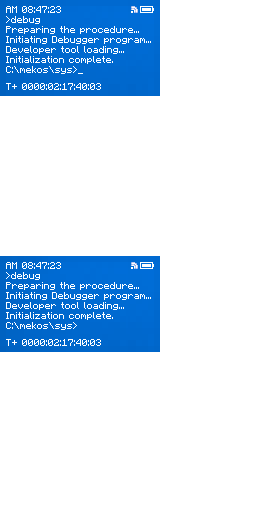 AM 08:47:23
>debug
Preparing the procedure...
Initiating Debugger program...
Developer tool loading...
Initialization complete.
C:\mekos\sys>_
T+ 0000:02:17:40:03
AM 08:47:23
>debug
Preparing the procedure...
Initiating Debugger program...
Developer tool loading...
Initialization complete.
C:\mekos\sys>
T+ 0000:02:17:40:03